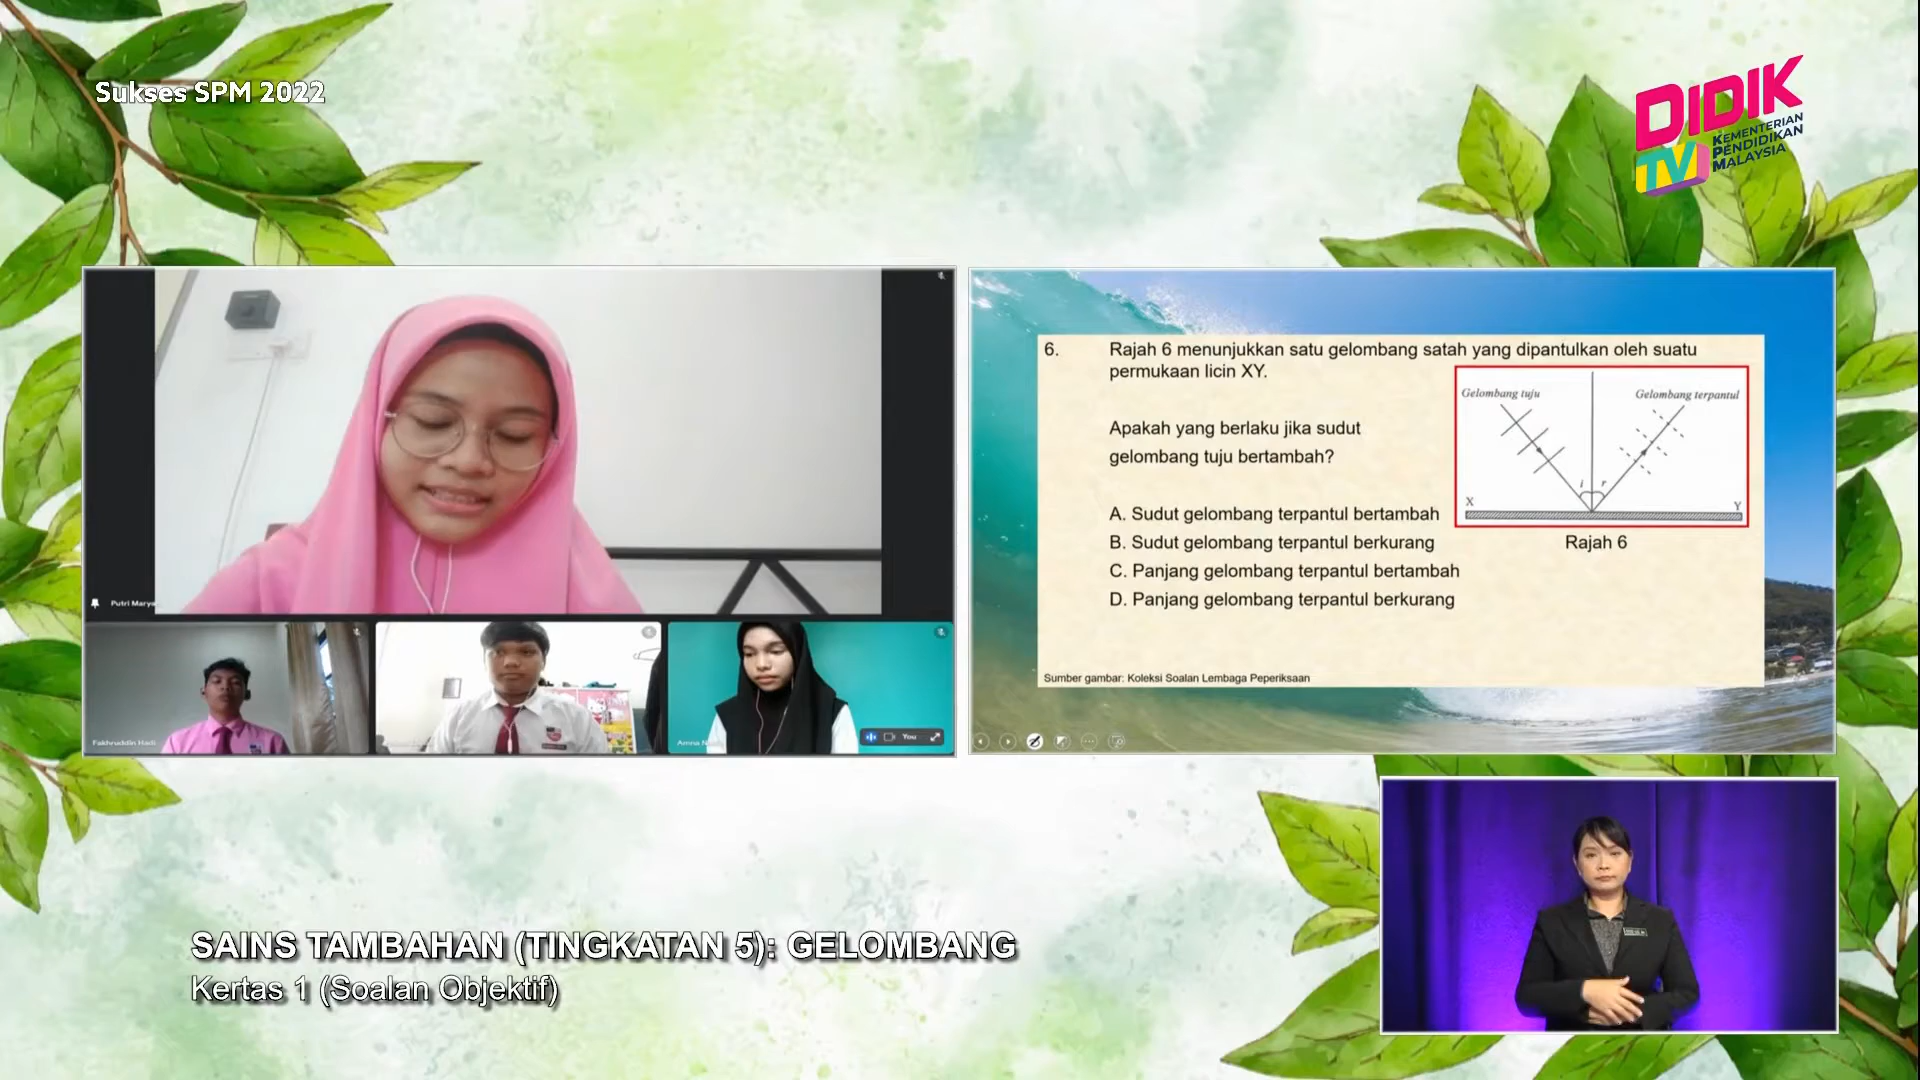 Sukses SPM 2022
DIDIK
TV
KEMENTERIAN
PENDIDIKAN
MALAYSIA
6. Rajah 6 menunjukkan satu gelombang satah yang dipantulkan oleh suatu
permukaan licin XY.
Gelombang tuju
Gelombang terpantul
i r
X Y
Rajah 6
Apakah yang berlaku jika sudut
gelombang tuju bertambah?
A. Sudut gelombang terpantul bertambah
B. Sudut gelombang terpantul berkurang
C. Panjang gelombang terpantul bertambah
D. Panjang gelombang terpantul berkurang
Sumber gambar: Koleksi Soalan Lembaga Peperiksaan
Putri Marya
Fakhruddin Hadi
Amna
You
SAINS TAMBAHAN (TINGKATAN 5): GELOMBANG
Kertas 1 (Soalan Objektif)